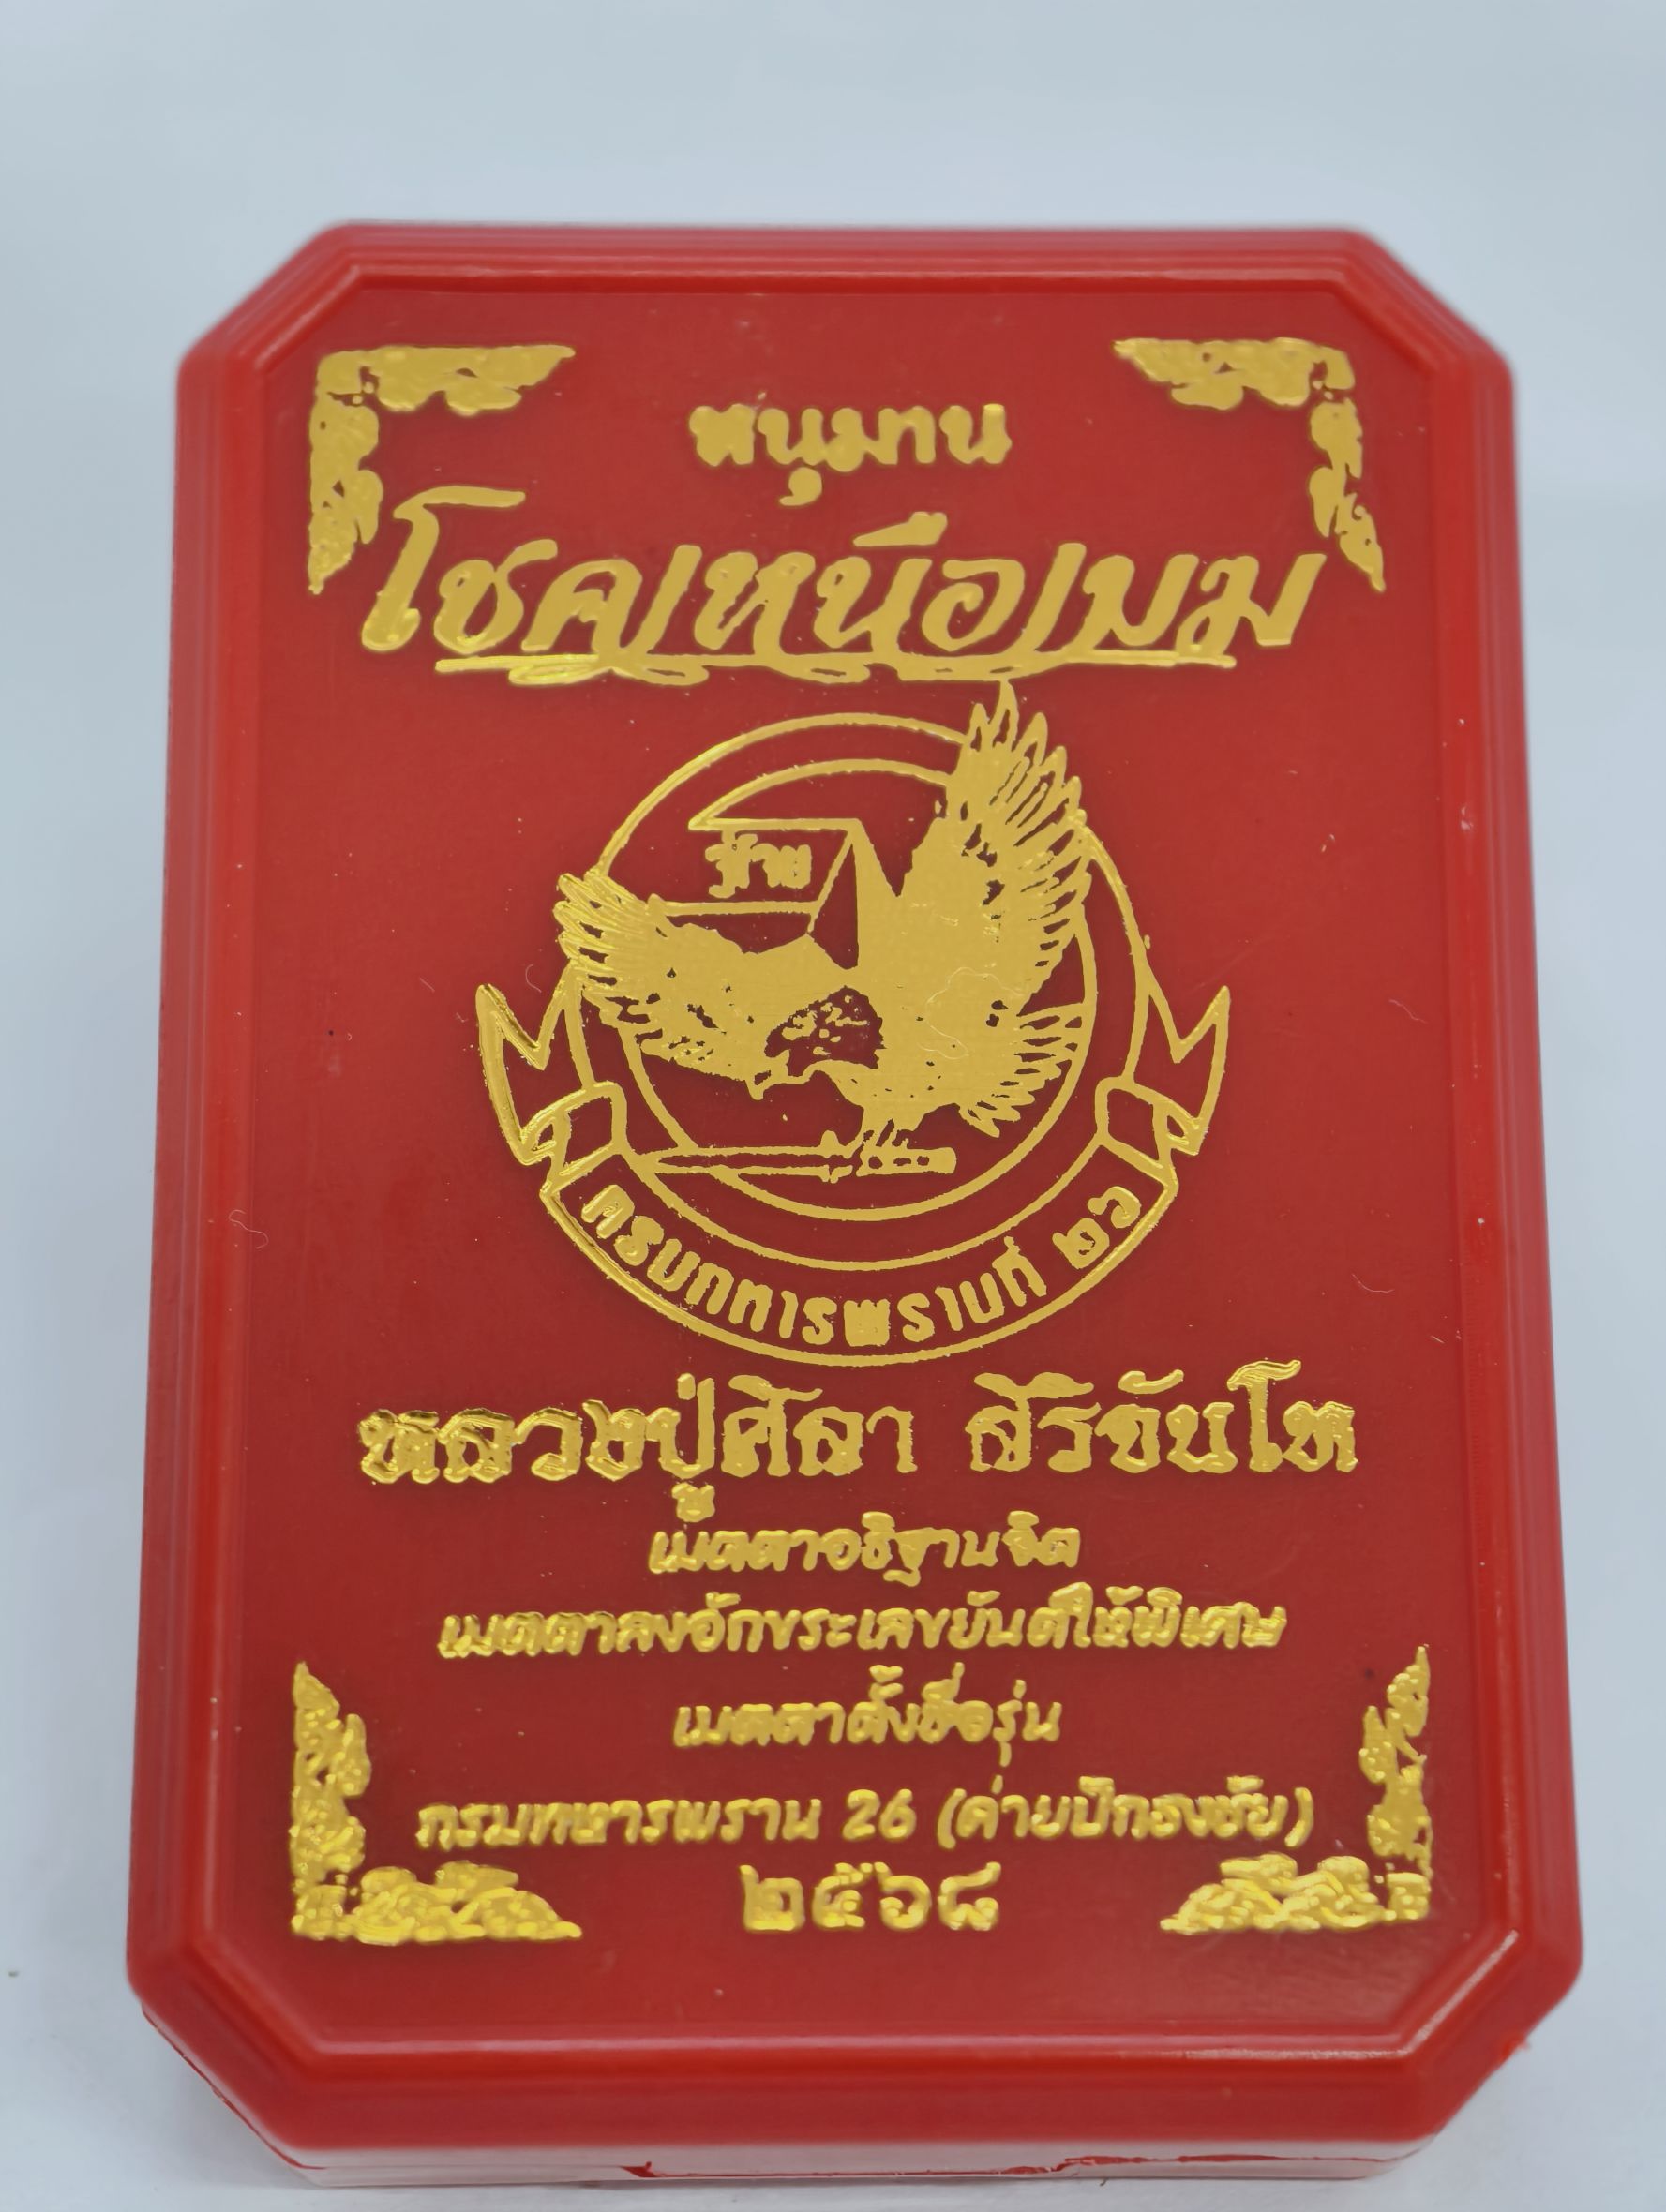 หนุมาน
โชคเหนือเมฆ
กรมทหารพรานที่ ๒๖
หลวงปู่ศิลา สิริจันโท
เมตตาอธิฐานจิต
เมตตาลงอักขระเลขยันต์ให้พิเศษ
เมตตาตั้งชื่อรุ่น
กรมทหารพราน 26 (ค่ายปักธงชัย)
๒๕๖๘